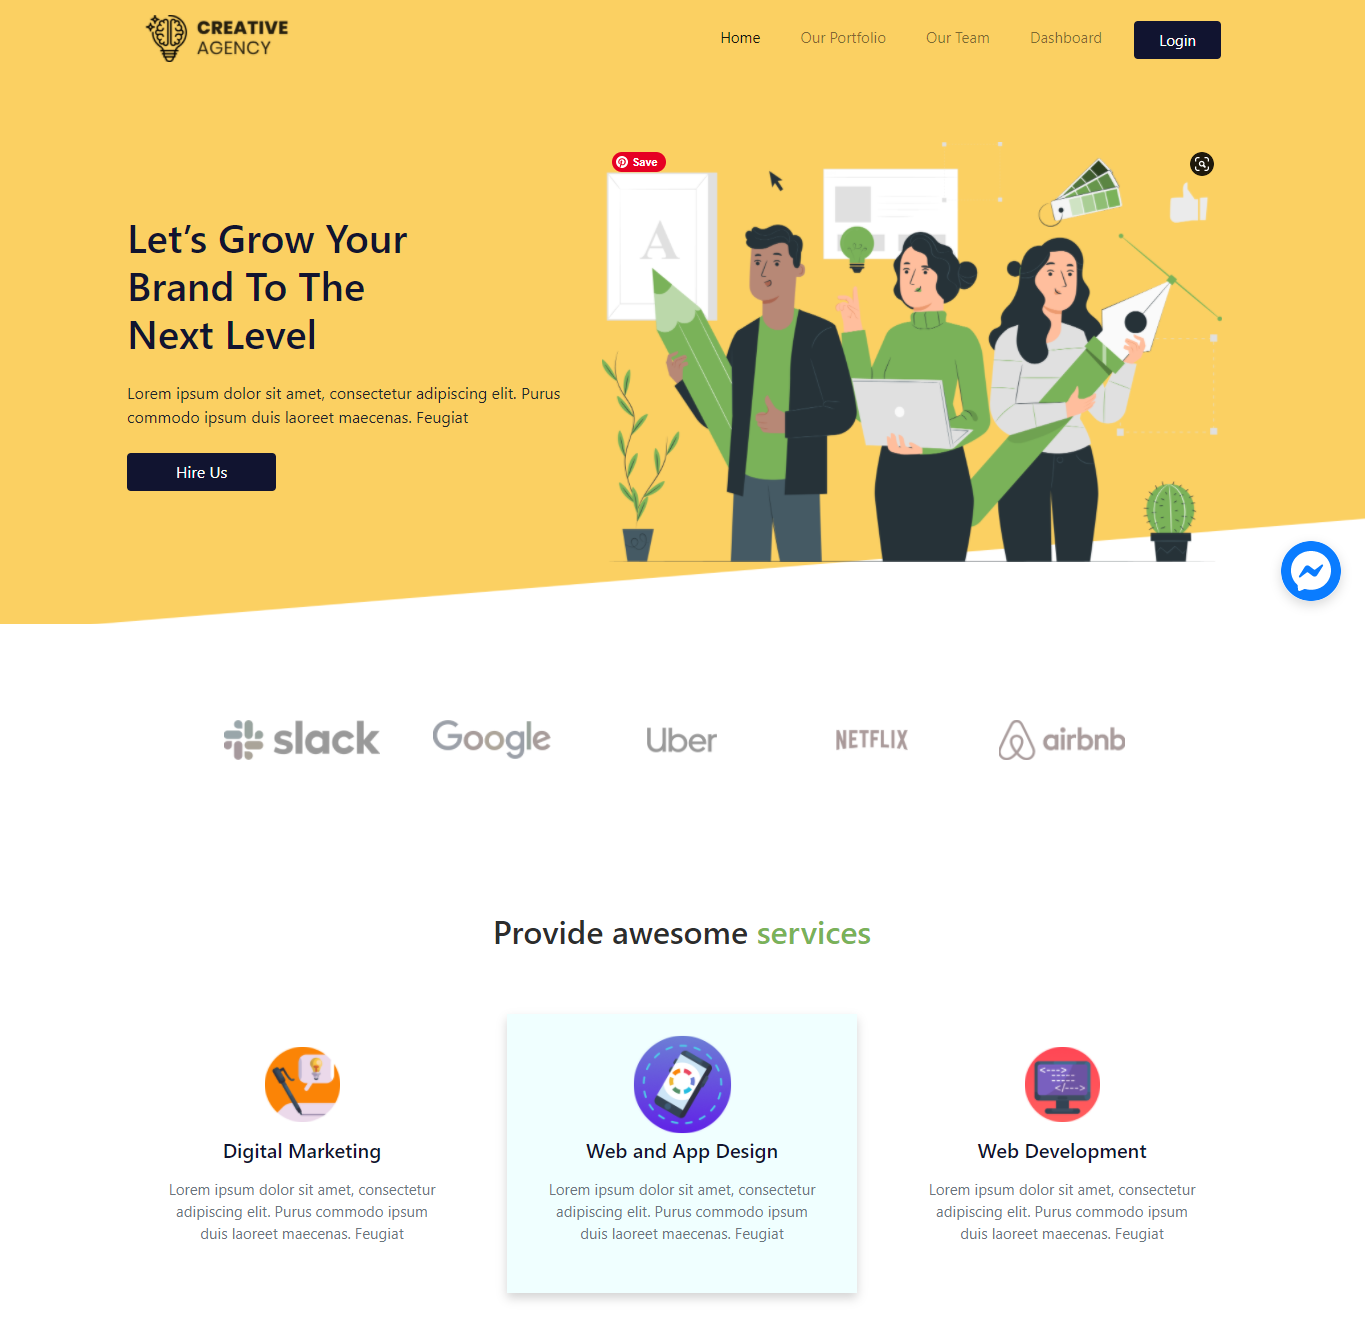 CREATIVE
AGENCY
Home
Our Portfolio
Our Team
Dashboard
Login
Save
A
Let’s Grow Your
Brand To The
Next Level
Lorem ipsum dolor sit amet, consectetur adipiscing elit. Purus
commodo ipsum duis laoreet maecenas. Feugiat
Hire Us
slack
Google
Uber
NETFLIX
airbnb
Provide awesome services
<--->
</--->
Digital Marketing
Lorem ipsum dolor sit amet, consectetur
adipiscing elit. Purus commodo ipsum
duis laoreet maecenas. Feugiat
Web and App Design
Lorem ipsum dolor sit amet, consectetur
adipiscing elit. Purus commodo ipsum
duis laoreet maecenas. Feugiat
Web Development
Lorem ipsum dolor sit amet, consectetur
adipiscing elit. Purus commodo ipsum
duis laoreet maecenas. Feugiat